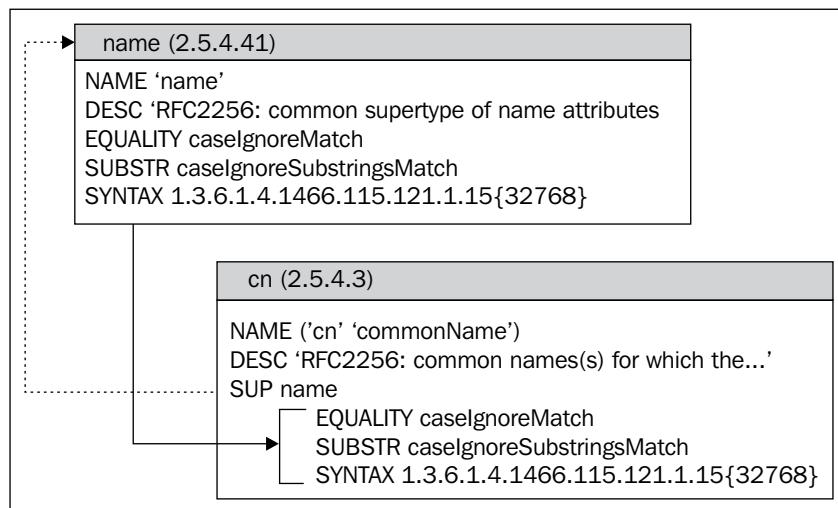 name (2.5.4.41)
NAME ‘name’
DESC ‘RFC2256: common supertype of name attributes
EQUALITY caseIgnoreMatch
SUBSTR caseIgnoreSubstringsMatch
SYNTAX 1.3.6.1.4.1466.115.121.1.15{32768}
cn (2.5.4.3)
NAME (’cn’ ‘commonName’)
DESC ‘RFC2256: common names(s) for which the...’
SUP name
EQUALITY caseIgnoreMatch
SUBSTR caseIgnoreSubstringsMatch
SYNTAX 1.3.6.1.4.1466.115.121.1.15{32768}